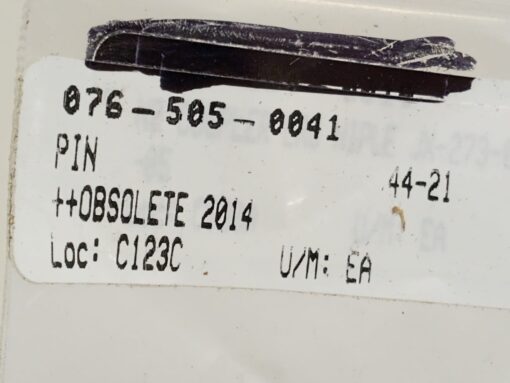 076-505-0041
PIN
44-21
++OBSOLETE 2014
Loc: C123C U/M: EA